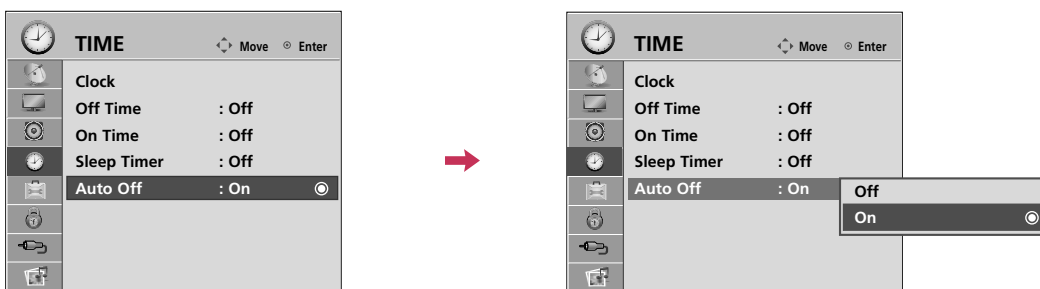 TIME Move Enter
Clock
Off Time : Off
On Time : Off
Sleep Timer : Off
Auto Off : On
TIME Move Enter
Clock
Off Time : Off
On Time : Off
Sleep Timer : Off
Auto Off : On
Off
On